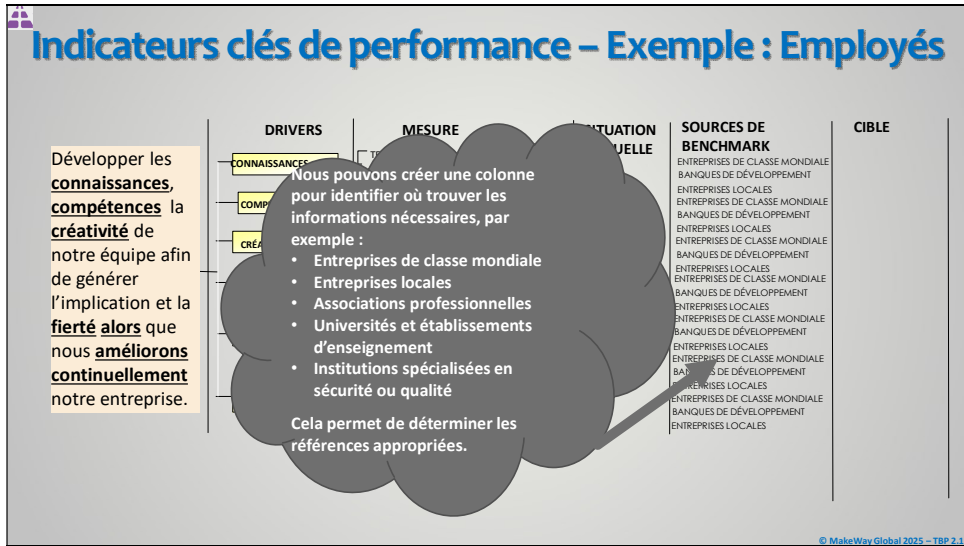 Indicateurs clés de performance – Exemple : Employés
Développer les
connaissances,
compétences la
créativité de
notre équipe afin
de générer
l’implication et la
fierté alors que
nous améliorons
continuellement
notre entreprise.
DRIVERS
CONNAISSANCES
MESURE
Nous pouvons créer une colonne
pour identifier où trouver les
informations nécessaires, par
exemple :
• Entreprises de classe mondiale
• Entreprises locales
• Associations professionnelles
• Universités et établissements
d’enseignement
• Institutions spécialisées en
sécurité ou qualité
Cela permet de déterminer les
références appropriées.
SOURCES DE
BENCHMARK
ENTREPRISES DE CLASSE MONDIALE
BANQUES DE DÉVELOPPEMENT
ENTREPRISES LOCALES
ENTREPRISES DE CLASSE MONDIALE
BANQUES DE DÉVELOPPEMENT
ENTREPRISES LOCALES
ENTREPRISES DE CLASSE MONDIALE
BANQUES DE DÉVELOPPEMENT
ENTREPRISES LOCALES
ENTREPRISES DE CLASSE MONDIALE
BANQUES DE DÉVELOPPEMENT
ENTREPRISES LOCALES
ENTREPRISES DE CLASSE MONDIALE
BANQUES DE DÉVELOPPEMENT
ENTREPRISES LOCALES
ENTREPRISES DE CLASSE MONDIALE
DE DÉVELOPPEMENT
ENTREPRISES LOCALES
ENTREPRISES DE CLASSE MONDIALE
BANQUES DE DÉVELOPPEMENT
ENTREPRISES LOCALES
CIBLE
© MakeWay Global 2025 – TBP 2.1